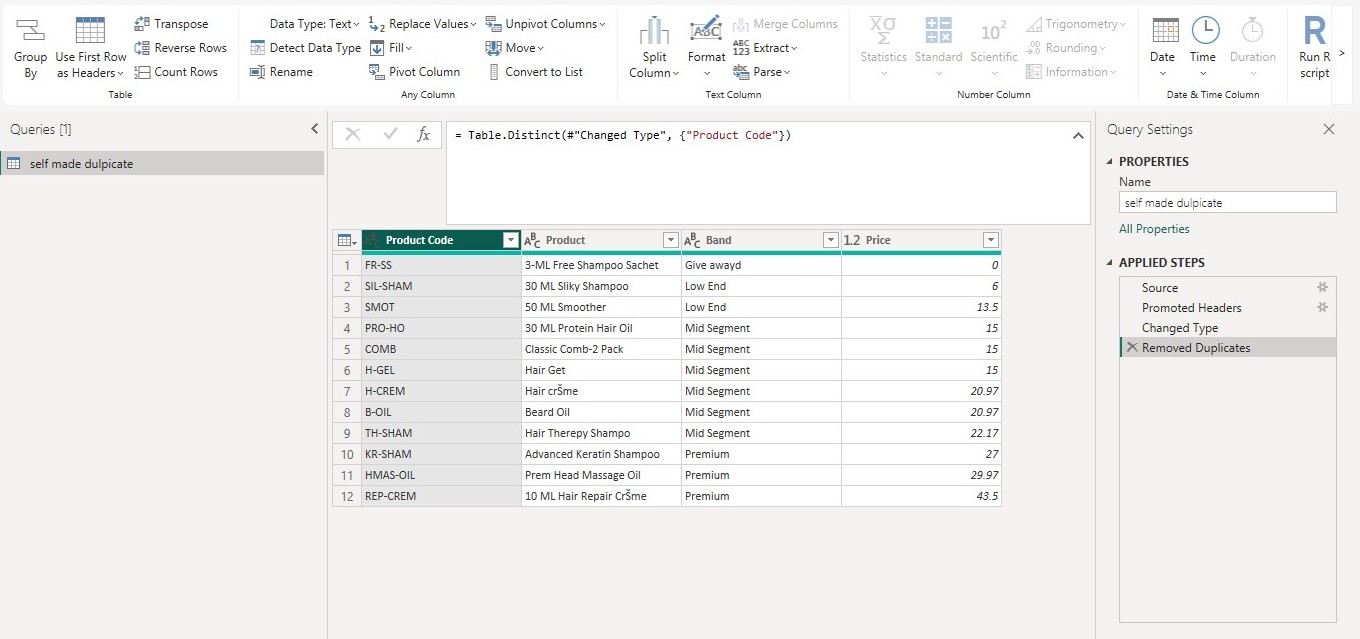 Group By
Use First Row as Headers
Transpose
Reverse Rows
Count Rows
Table
Data Type: Text
Detect Data Type
Rename
Replace Values
Fill
Pivot Column
Unpivot Columns
Move
Convert to List
Any Column
Split Column
Format
Merge Columns
Extract
Parse
Text Column
Statistics
Standard
Scientific
Trigonometry
Rounding
Information
Number Column
Date
Time
Duration
Date & Time Column
Run R script
Queries [1]
self made dulpicate
fx
= Table.Distinct(#"Changed Type", {"Product Code"})
Product Code ABC Product ABC Band 1.2 Price
1 FR-SS 3-ML Free Shampoo Sachet Give awayd 0
2 SIL-SHAM 30 ML Sliky Shampoo Low End 6
3 SMOT 50 ML Smoother Low End 13.5
4 PRO-HO 30 ML Protein Hair Oil Mid Segment 15
5 COMB Classic Comb-2 Pack Mid Segment 15
6 H-GEL Hair Get Mid Segment 15
7 H-CREM Hair crŠme Mid Segment 20.97
8 B-OIL Beard Oil Mid Segment 20.97
9 TH-SHAM Hair Therepy Shampo Mid Segment 22.17
10 KR-SHAM Advanced Keratin Shampoo Premium 27
11 HMAS-OIL Prem Head Massage Oil Premium 29.97
12 REP-CREM 10 ML Hair Repair CrŠme Premium 43.5
Query Settings
PROPERTIES
Name
self made dulpicate
All Properties
APPLIED STEPS
Source
Promoted Headers
Changed Type
Removed Duplicates